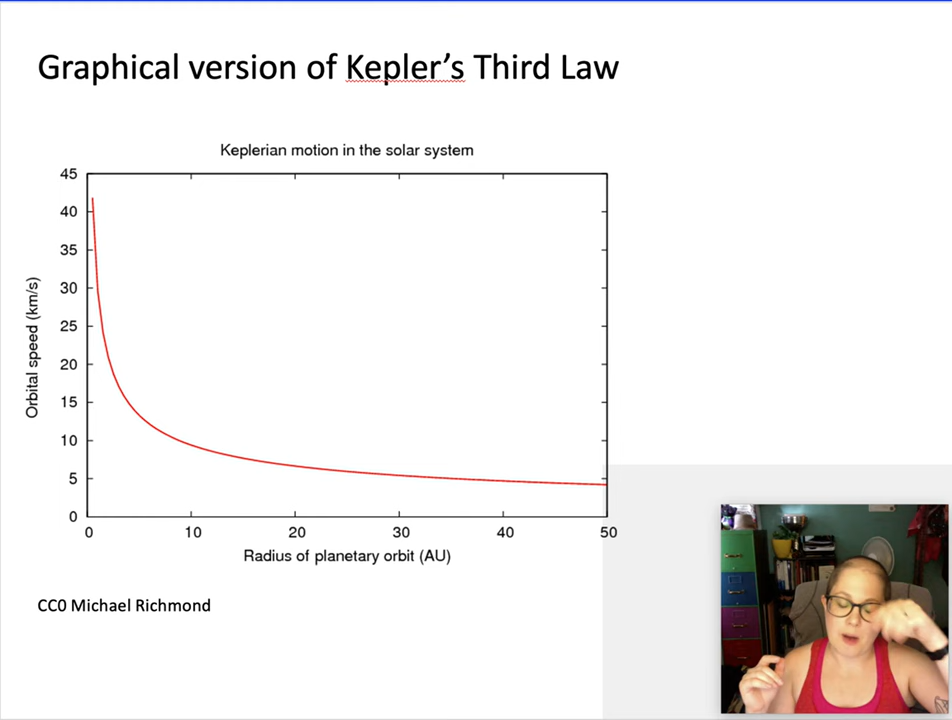 Graphical version of Kepler’s Third Law
Keplerian motion in the solar system
45
40
35
30
25
20
15
10
5
0
Orbital speed (km/s)
0 10 20 30 40 50
Radius of planetary orbit (AU)
CC0 Michael Richmond